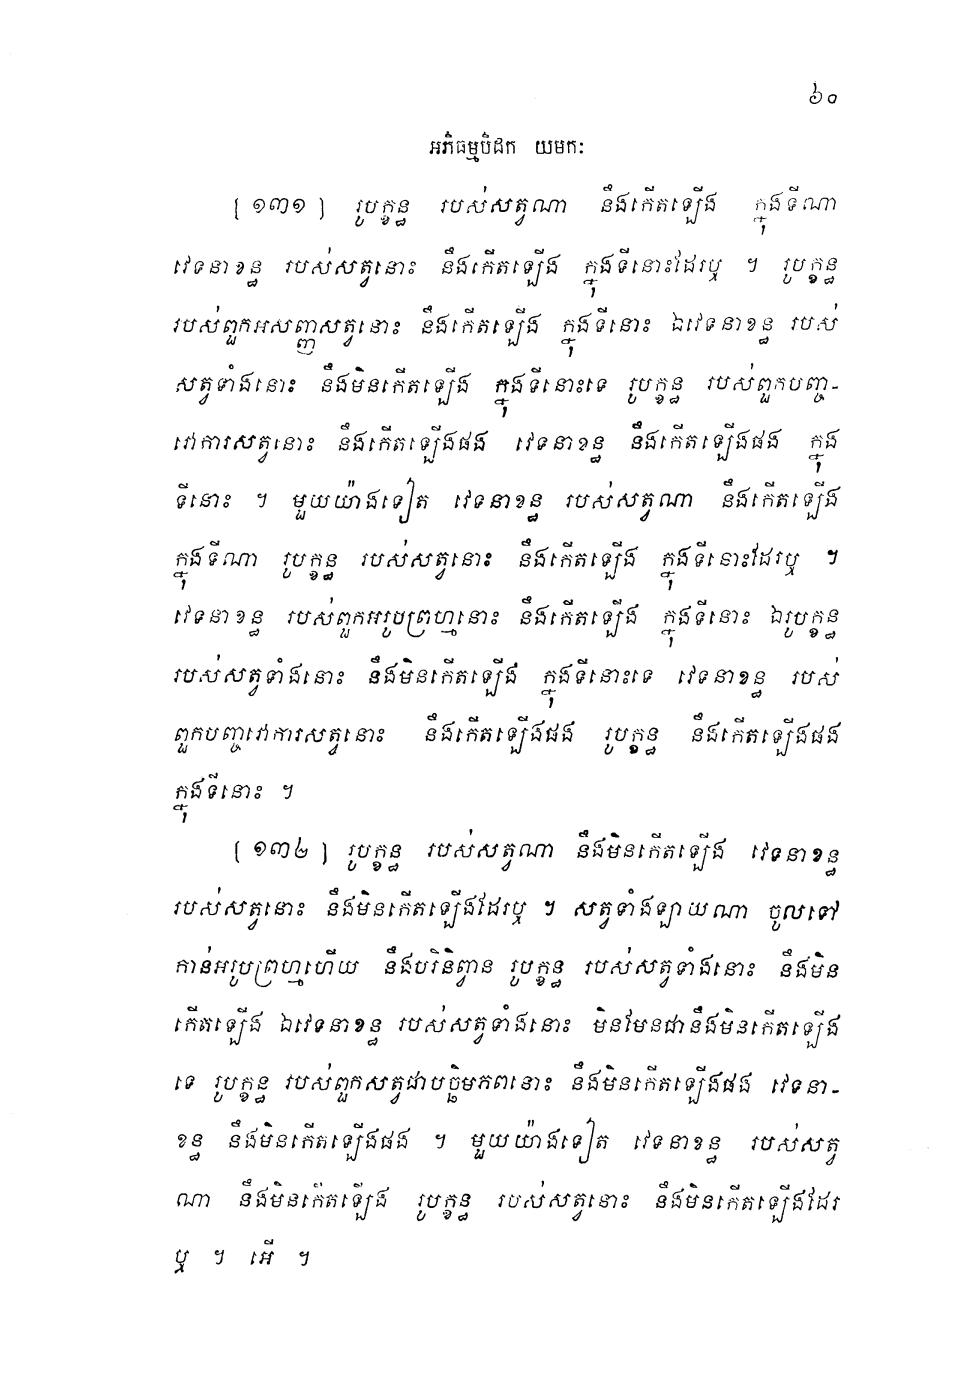 ៦០
អភិធម្មបិដក យមកៈ
[១៣១] រូបក្ខន្ធ របស់សត្វណា នឹងកើតឡើង ក្នុងទីណា
វេទនាខន្ធ របស់សត្វនោះ នឹងកើតឡើង ក្នុងទីនោះដែរឬ ។ រូបក្ខន្ធ
របស់ពួកអសញ្ញសត្វនោះ នឹងកើតឡើង ក្នុងទីនោះ ឯវេទនាខន្ធ របស់
សត្វទាំងនោះ នឹងមិនកើតឡើង ក្នុងទីនោះទេ រូបក្ខន្ធ របស់ពួកបញ្ច-
វោការសត្វនោះ នឹងកើតឡើងផង វេទនាខន្ធ នឹងកើតឡើងផង ក្នុង
ទីនោះ ។ មួយយ៉ាងទៀត វេទនាខន្ធ របស់សត្វណា នឹងកើតឡើង
ក្នុងទីណា រូបក្ខន្ធ របស់សត្វនោះ នឹងកើតឡើង ក្នុងទីនោះដែរឬ ។
វេទនាខន្ធ របស់ពួកអរូបព្រហ្មនោះ នឹងកើតឡើង ក្នុងទីនោះ ឯរូបក្ខន្ធ
របស់សត្វទាំងនោះ នឹងមិនកើតឡើង ក្នុងទីនោះទេ វេទនាខន្ធ របស់
ពួកបញ្ចវោការសត្វនោះ នឹងកើតឡើងផង រូបក្ខន្ធ នឹងកើតឡើងផង
ក្នុងទីនោះ ។
[១៣២] រូបក្ខន្ធ របស់សត្វណា នឹងមិនកើតឡើង វេទនាខន្ធ
របស់សត្វនោះ នឹងមិនកើតឡើងដែរឬ ។ សត្វទាំងឡាយណា ចូលទៅ
កាន់អរូបព្រហ្មហើយ នឹងបរិនិព្វាន រូបក្ខន្ធ របស់សត្វទាំងនោះ នឹងមិន
កើតឡើង ឯវេទនាខន្ធ របស់សត្វទាំងនោះ មិនមែនជានឹងមិនកើតឡើង
ទេ រូបក្ខន្ធ របស់ពួកសត្វជាបច្ឆិមភពនោះ នឹងមិនកើតឡើងផង វេទនា-
ខន្ធ នឹងមិនកើតឡើងផង ។ មួយយ៉ាងទៀត វេទនាខន្ធ របស់សត្វ
ណា នឹងមិនកើតឡើង រូបក្ខន្ធ របស់សត្វនោះ នឹងមិនកើតឡើងដែរ
ឬ ។ អើ ។